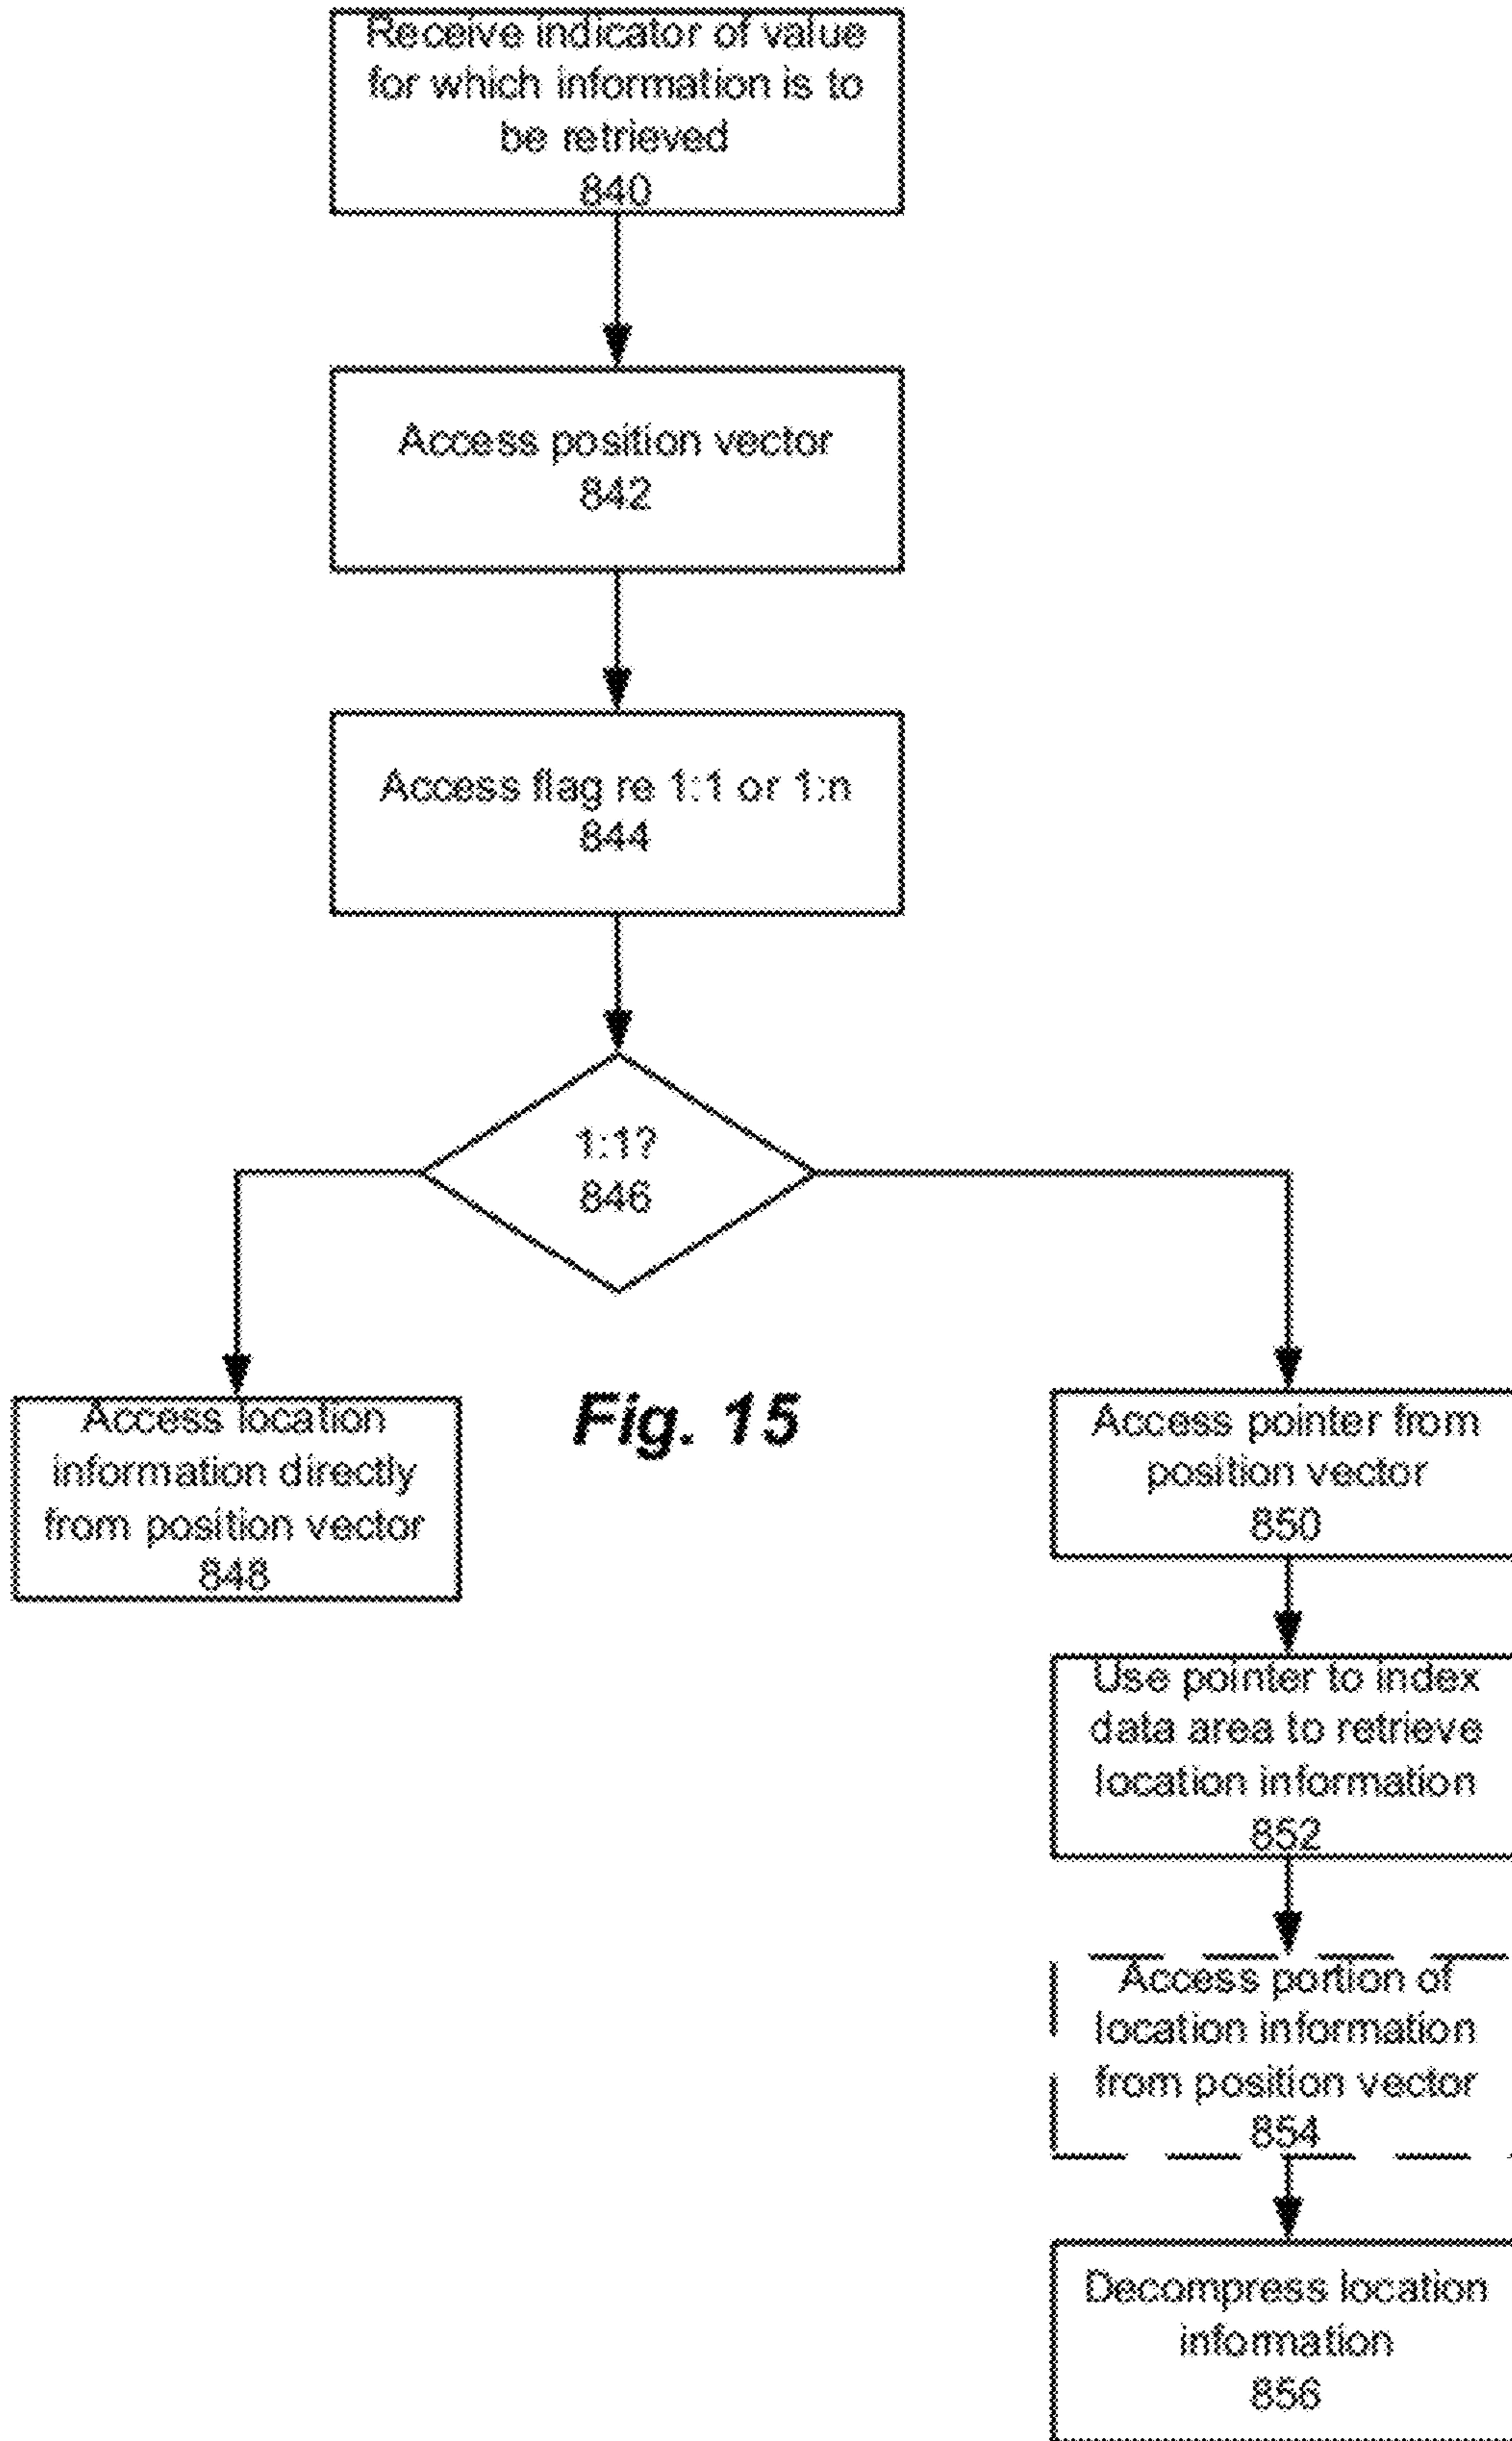 Receive indicator of value
for which information is to
be retrieved
840
Access position vector
842
Access flag re 1:1 or 1:n
844
1:1?
846
Fig. 15
Access location
information directly
from position vector
848
Access pointer from
position vector
850
Use pointer to index
data area to retrieve
location information
852
Access portion of
location information
from position vector
854
Decompress location
information
856